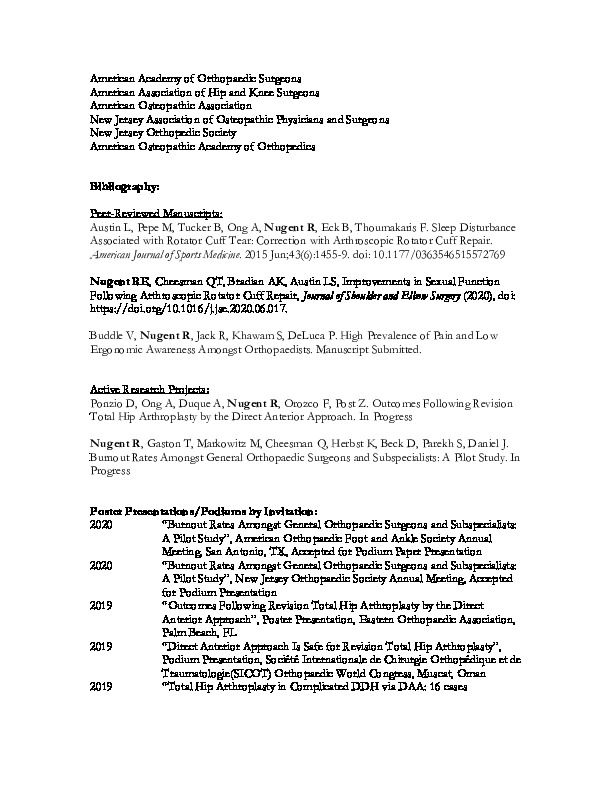 American Academy of Orthopaedic Surgeons
American Association of Hip and Knee Surgeons
American Osteopathic Association
New Jersey Association of Osteopathic Physicians and Surgeons
New Jersey Orthopedic Society
American Osteopathic Academy of Orthopedics
Bibliography:
Peer-Reviewed Manuscripts:
Austin L, Pepe M, Tucker B, Ong A, Nugent R, Eck B, Thoumakaris F. Sleep Disturbance
Associated with Rotator Cuff Tear: Correction with Arthroscopic Rotator Cuff Repair.
American Journal of Sports Medicine. 2015 Jun;43(6):1455-9. doi: 10.1177/0363546515572769
Nugent RE, Cheesman QT, Bradian AK, Austin LS, Improvements in Sexual Function
Following Arthroscopic Rotator Cuff Repair, Journal of Shoulder and Elbow Surgery (2020), doi:
https://doi.org/10.1016/j.jse.2020.06.017.
Buddle V, Nugent R, Jack R, Khawam S, DeLuca P. High Prevalence of Pain and Low
Ergonomic Awareness Amongst Orthopaedists. Manuscript Submitted.
Active Research Projects:
Ponzio D, Ong A, Duque A, Nugent R, Orozco F, Post Z. Outcomes Following Revision
Total Hip Arthroplasty by the Direct Anterior Approach. In Progress
Nugent R, Gaston T, Markowitz M, Cheesman Q, Herbst K, Beck D, Parekh S, Daniel J.
Burnout Rates Amongst General Orthopaedic Surgeons and Subspecialists: A Pilot Study. In
Progress
Poster Presentations/Podiums by Invitation:
2020 "Burnout Rates Amongst General Orthopaedic Surgeons and Subspecialists:
A Pilot Study", American Orthopaedic Foot and Ankle Society Annual
Meeting, San Antonio, TX, Accepted for Podium Paper Presentation
2020 "Burnout Rates Amongst General Orthopaedic Surgeons and Subspecialists:
A Pilot Study", New Jersey Orthopaedic Society Annual Meeting, Accepted
for Podium Presentation
2019 "Outcomes Following Revision Total Hip Arthroplasty by the Direct
Anterior Approach", Poster Presentation, Eastern Orthopaedic Association,
Palm Beach, FL
2019 "Direct Anterior Approach Is Safe for Revision Total Hip Arthroplasty",
Podium Presentation, Société Internationale de Chirurgie Orthopédique et de
Traumatologie(SICOT) Orthopaedic World Congress, Muscat, Oman
2019 "Total Hip Arthroplasty in Complicated DDH via DAA: 16 cases